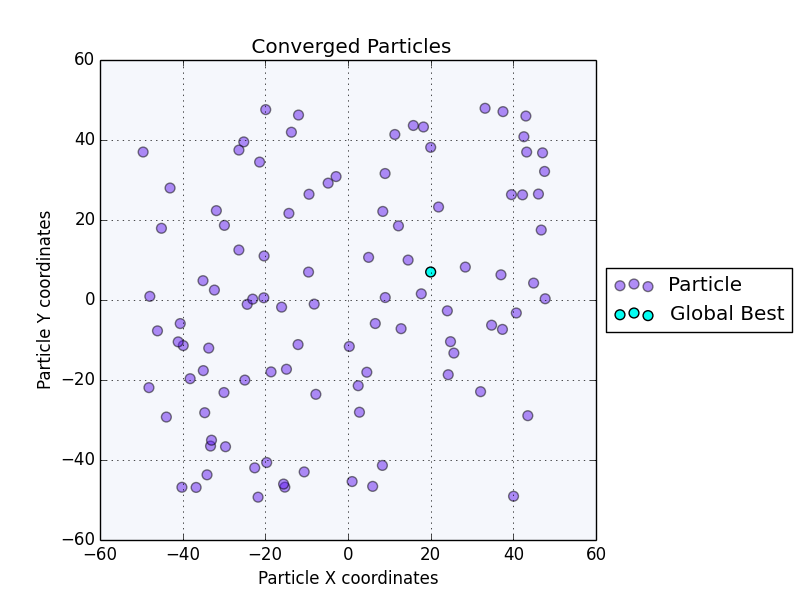 Converged Particles
60
40
20
0
−20
−40
−60
−60 −40 −20 0 20 40 60
Particle Y coordinates
Particle X coordinates
Particle
Global Best